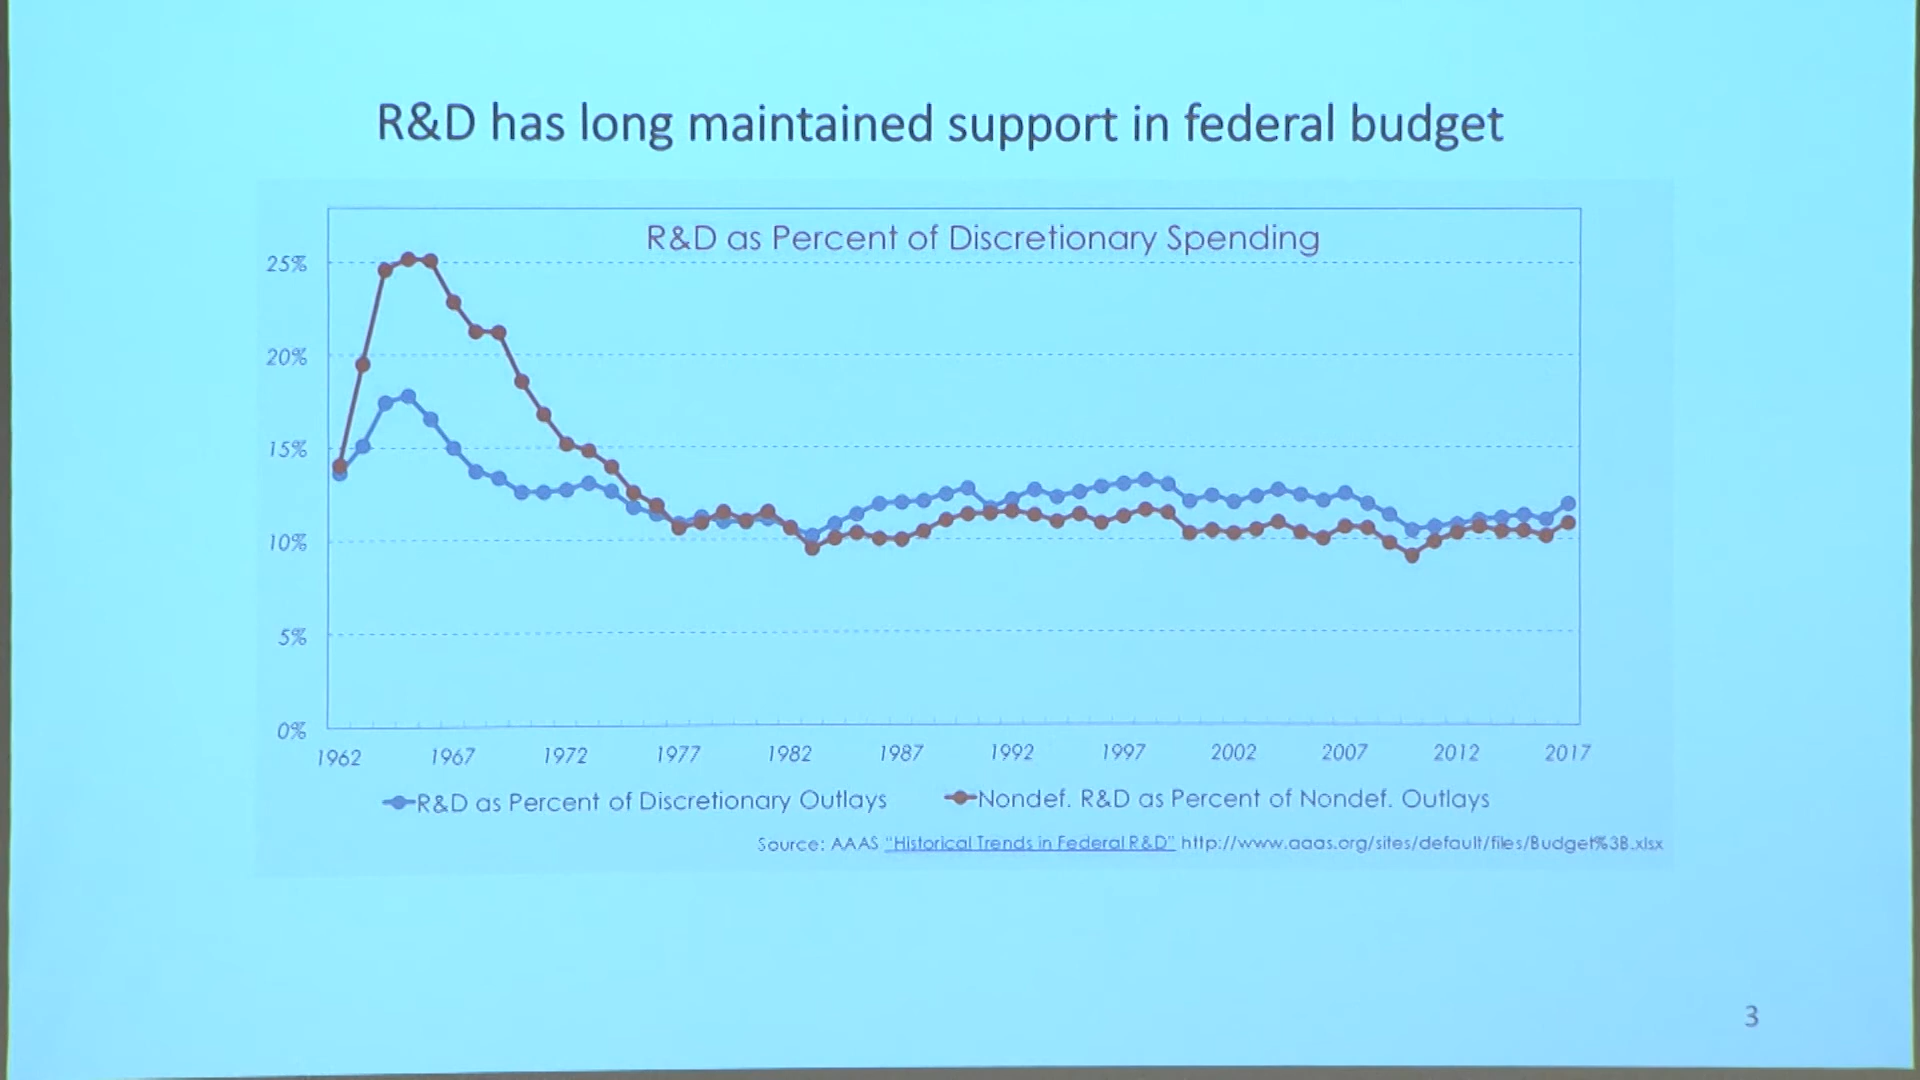 R&D has long maintained support in federal budget
R&D as Percent of Discretionary Spending
25%
20%
15%
10%
5%
0%
1962 1967 1972 1977 1982 1987 1992 1997 2002 2007 2012 2017
R&D as Percent of Discretionary Outlays Nondef. R&D as Percent of Nondef. Outlays
Source: AAAS "Historical Trends in Federal R&D" http://www.aaas.org/sites/default/files/Budget%3B.xlsx
3